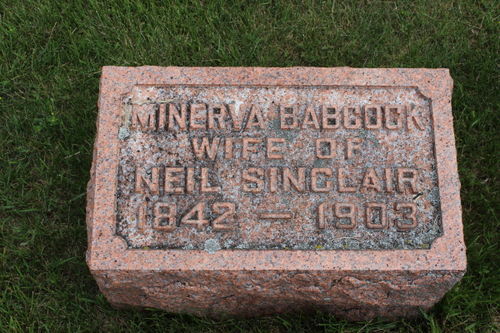 MINERVA BABCOCK
WIFE OF
NEIL SINCLAIR
1842 — 1903